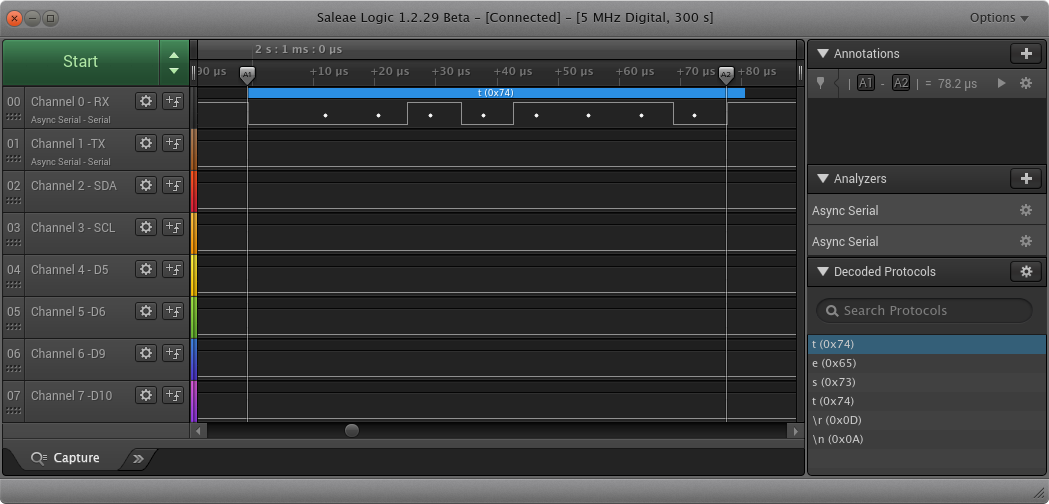 Saleae Logic 1.2.29 Beta - [Connected] - [5 MHz Digital, 300 s]
Options
Start
2 s : 1 ms : 0 µs
90 µs +10 µs +20 µs +30 µs +40 µs +50 µs +60 µs +70 µs +80 µs
A1 A2
t (0x74)
00 Channel 0 - RX
Async Serial - Serial
01 Channel 1 -TX
Async Serial - Serial
02 Channel 2 - SDA
03 Channel 3 - SCL
04 Channel 4 - D5
05 Channel 5 -D6
06 Channel 6 -D9
07 Channel 7 -D10
Capture
Annotations
| A1 - A2 | = 78.2 µs
Analyzers
Async Serial
Async Serial
Decoded Protocols
Search Protocols
t (0x74)
e (0x65)
s (0x73)
t (0x74)
\r (0x0D)
\n (0x0A)